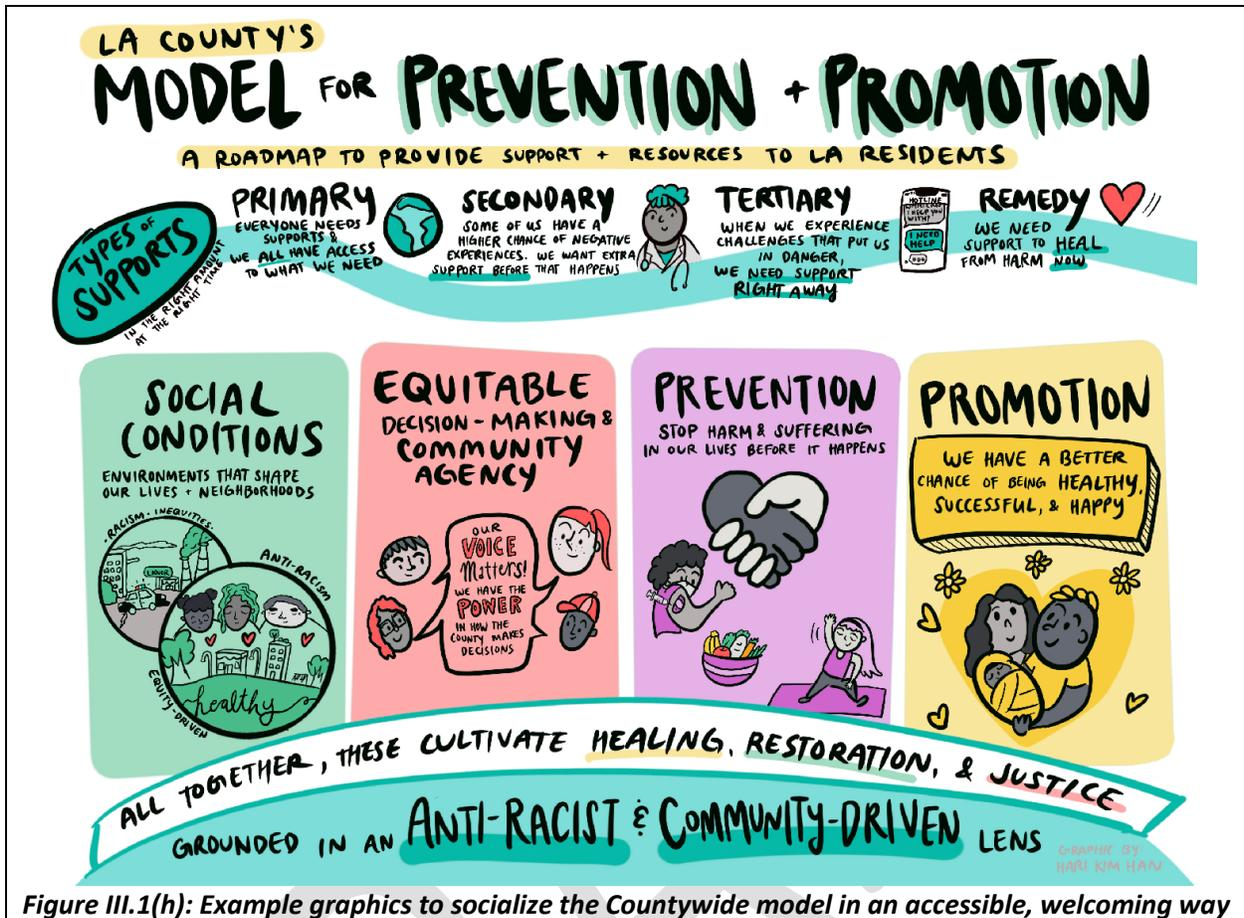 LA COUNTY'S
MODEL FOR PREVENTION + PROMOTION
A ROADMAP TO PROVIDE SUPPORT + RESOURCES TO LA RESIDENTS
TYPES OF
SUPPORTS
IN THE RIGHT AMOUNT
AT THE RIGHT TIME
PRIMARY
EVERYONE NEEDS
SUPPORTS &
WE ALL HAVE ACCESS
TO WHAT WE NEED
SECONDARY
SOME OF US HAVE A
HIGHER CHANCE OF NEGATIVE
EXPERIENCES. WE WANT EXTRA
SUPPORT BEFORE THAT HAPPENS
TERTIARY
WHEN WE EXPERIENCE
CHALLENGES THAT PUT US
IN DANGER,
WE NEED SUPPORT
RIGHT AWAY
HOTLINE
I HELP YOU
WITH?
I NEED
HELP
REMEDY
WE NEED
SUPPORT TO HEAL
FROM HARM NOW
SOCIAL
CONDITIONS
ENVIRONMENTS THAT SHAPE
OUR LIVES + NEIGHBORHOODS
RACISM · INEQUITIES
LIQUOR
ANTI-RACISM
EQUITY-DRIVEN
healthy
EQUITABLE
DECISION-MAKING &
COMMUNITY
AGENCY
OUR
VOICE
Matters!
WE HAVE THE
POWER
IN HOW THE
COUNTY MAKES
DECISIONS
PREVENTION
STOP HARM & SUFFERING
IN OUR LIVES BEFORE IT HAPPENS
PROMOTION
WE HAVE A BETTER
CHANCE OF BEING HEALTHY,
SUCCESSFUL, & HAPPY
ALL TOGETHER, THESE CULTIVATE HEALING, RESTORATION, & JUSTICE
GROUNDED IN AN ANTI-RACIST & COMMUNITY-DRIVEN LENS
GRAPHIC BY:
HARI KIM HAN
Figure III.1(h): Example graphics to socialize the Countywide model in an accessible, welcoming way